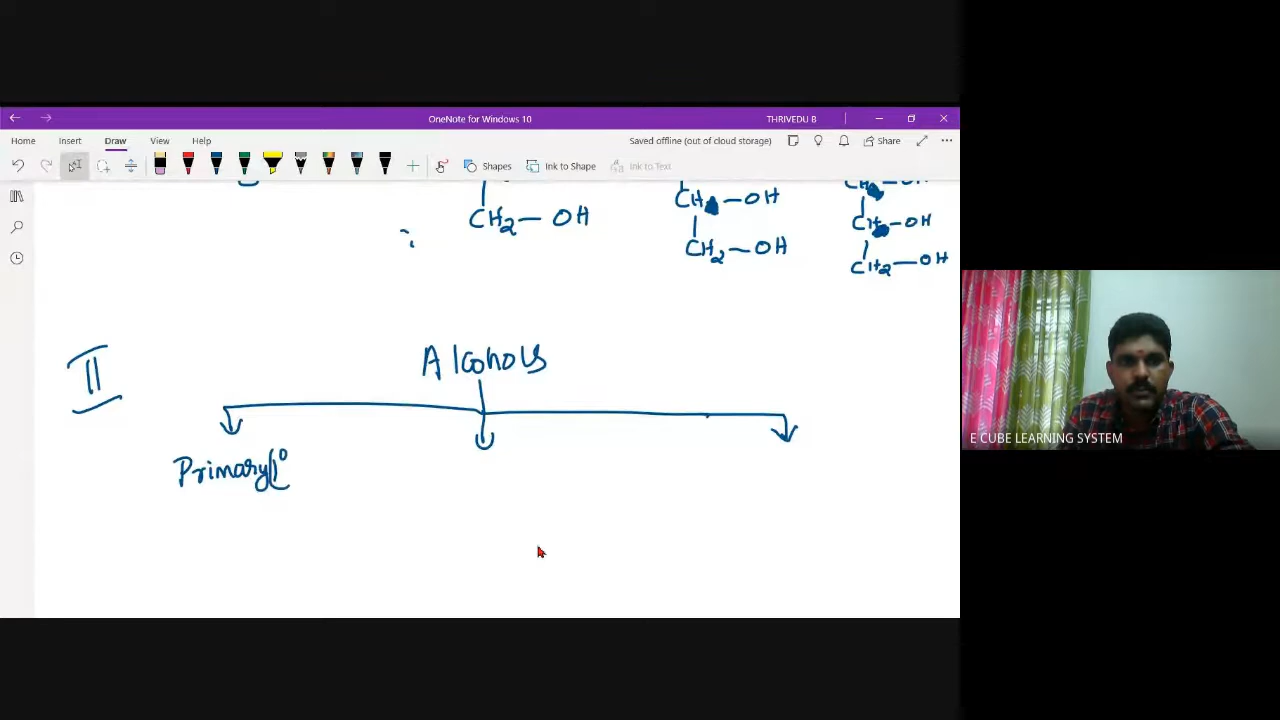 OneNote for Windows 10
THRIVEDU B
Home Insert Draw View Help
Saved offline (out of cloud storage)
Share
Shapes
Ink to Shape
Ink to Text
CH2 — OH
CH — OH
CH2 — OH
CH — OH
CH — OH
CH2 — OH
II
Alcohols
Primary(1°
E CUBE LEARNING SYSTEM